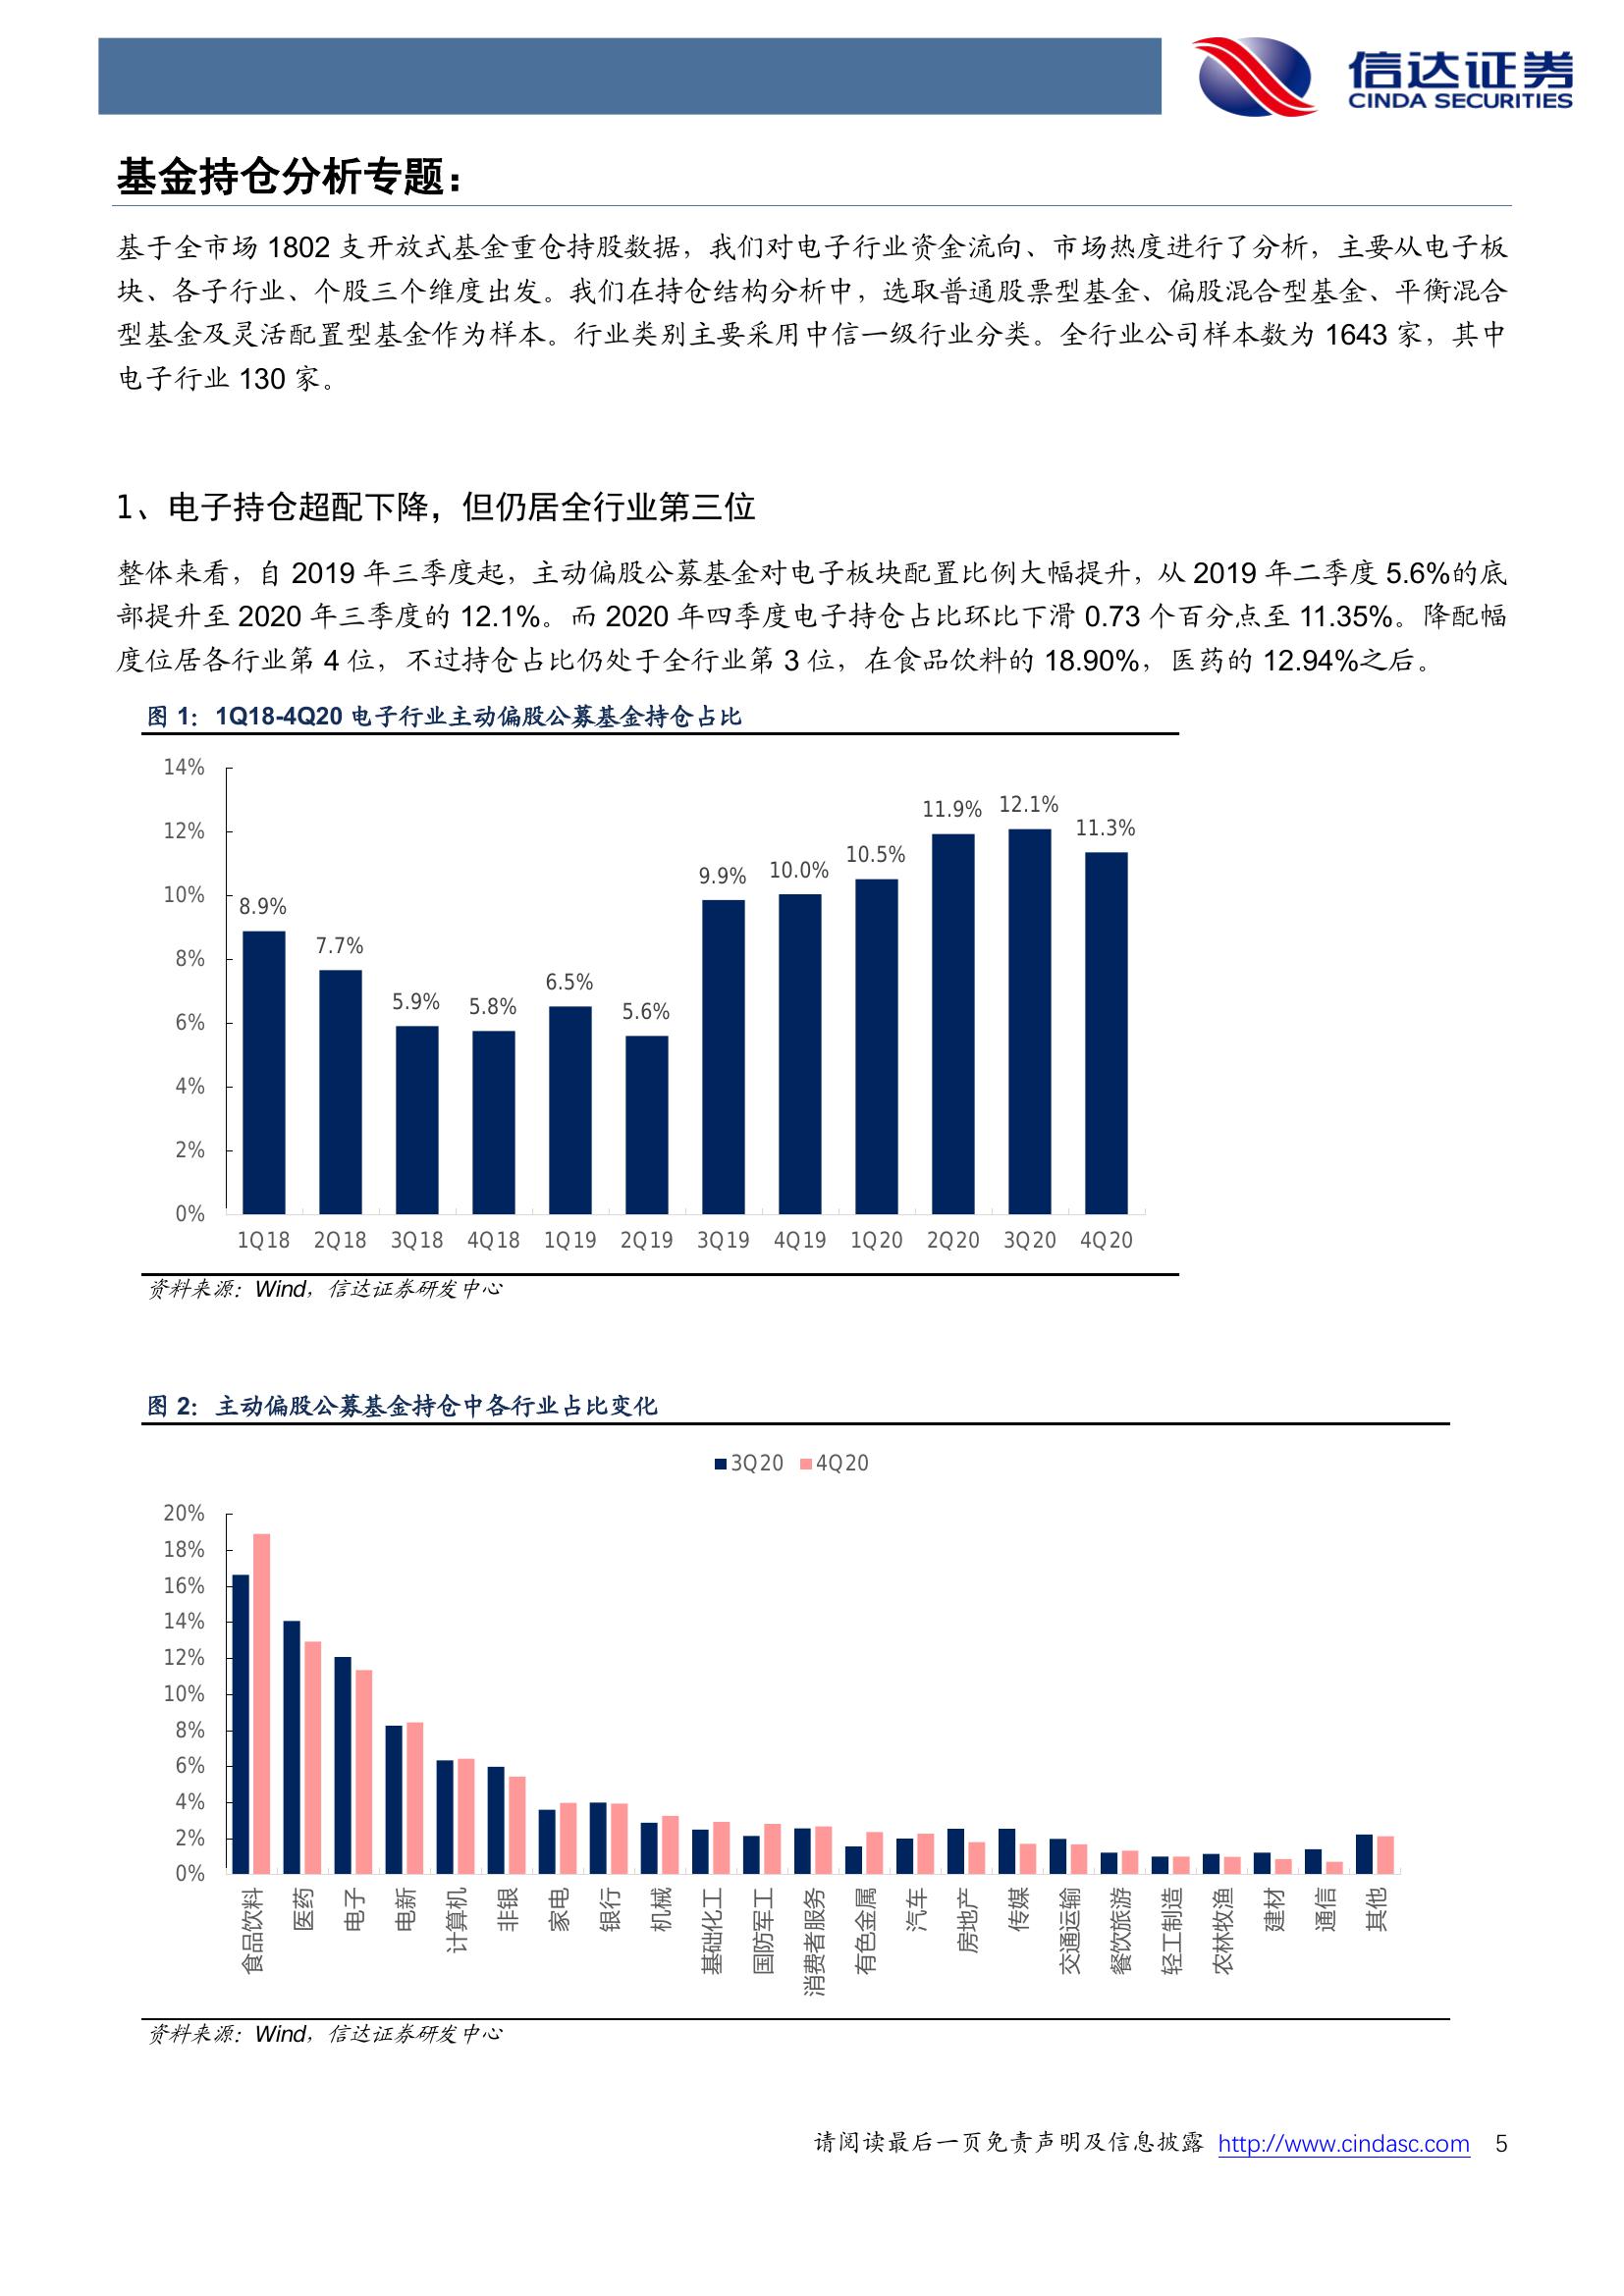 信达证券
CINDA SECURITIES
基金持仓分析专题：
基于全市场 1802 支开放式基金重仓持股数据，我们对电子行业资金流向、市场热度进行了分析，主要从电子板
块、各子行业、个股三个维度出发。我们在持仓结构分析中，选取普通股票型基金、偏股混合型基金、平衡混合
型基金及灵活配置型基金作为样本。行业类别主要采用中信一级行业分类。全行业公司样本数为 1643 家，其中
电子行业 130 家。
1、电子持仓超配下降，但仍居全行业第三位
整体来看，自 2019 年三季度起，主动偏股公募基金对电子板块配置比例大幅提升，从 2019 年二季度 5.6%的底
部提升至 2020 年三季度的 12.1%。而 2020 年四季度电子持仓占比环比下滑 0.73 个百分点至 11.35%。降配幅
度位居各行业第 4 位，不过持仓占比仍处于全行业第 3 位，在食品饮料的 18.90%，医药的 12.94%之后。
图 1：1Q18-4Q20 电子行业主动偏股公募基金持仓占比
14%
12%
10%
8%
6%
4%
2%
0%
8.9%
7.7%
5.9%
5.8%
6.5%
5.6%
9.9%
10.0%
10.5%
11.9%
12.1%
11.3%
1Q18 2Q18 3Q18 4Q18 1Q19 2Q19 3Q19 4Q19 1Q20 2Q20 3Q20 4Q20
资料来源：Wind，信达证券研发中心
图 2：主动偏股公募基金持仓中各行业占比变化
3Q20 4Q20
20%
18%
16%
14%
12%
10%
8%
6%
4%
2%
0%
食品饮料
医药
电子
电新
计算机
非银
家电
银行
机械
基础化工
国防军工
消费者服务
有色金属
汽车
房地产
传媒
交通运输
餐饮旅游
轻工制造
农林牧渔
建材
通信
其他
资料来源：Wind，信达证券研发中心
请阅读最后一页免责声明及信息披露 http://www.cindasc.com 5